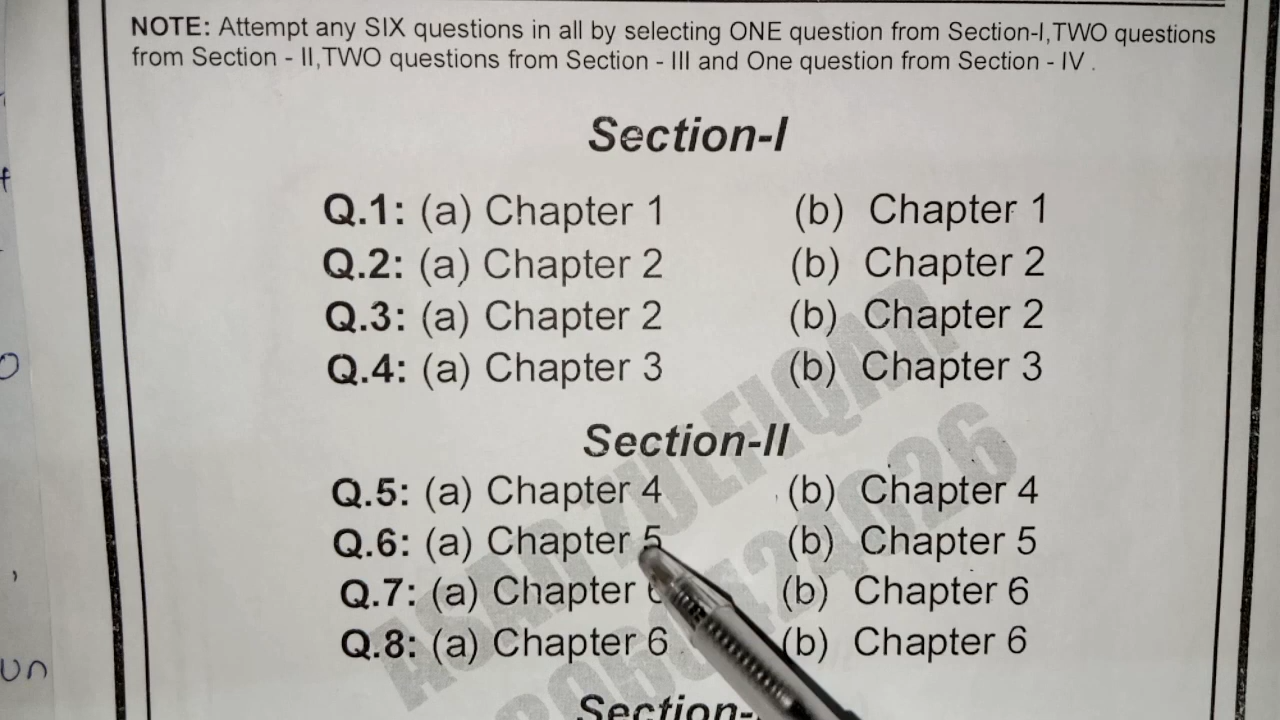 NOTE: Attempt any SIX questions in all by selecting ONE question from Section-I,TWO questions
from Section - II,TWO questions from Section - III and One question from Section - IV .
Section-I
Q.1: (a) Chapter 1 (b) Chapter 1
Q.2: (a) Chapter 2 (b) Chapter 2
Q.3: (a) Chapter 2 (b) Chapter 2
Q.4: (a) Chapter 3 (b) Chapter 3
Section-II
Q.5: (a) Chapter 4 (b) Chapter 4
Q.6: (a) Chapter 5 (b) Chapter 5
Q.7: (a) Chapter 6 (b) Chapter 6
Q.8: (a) Chapter 6 (b) Chapter 6
Section-